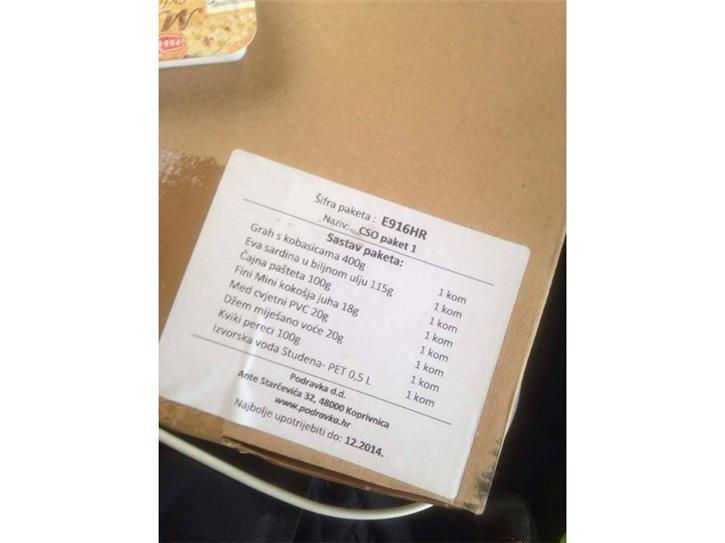 Šifra paketa : E916HR
Naziv: CSO paket 1
Sastav paketa:
Grah s kobasicama 400g 1 kom
Eva sardina u biljnom ulju 115g 1 kom
Čajna pašteta 100g 1 kom
Fini Mini kokošja juha 18g 1 kom
Med cvjetni PVC 20g 1 kom
Džem miješano voće 20g 1 kom
Kviki pereci 100g 1 kom
Izvorska voda Studena- PET 0,5 L 1 kom
Podravka d.d.
Ante Starčevića 32, 48000 Koprivnica
www.podravka.hr
Najbolje upotrijebiti do: 12.2014.